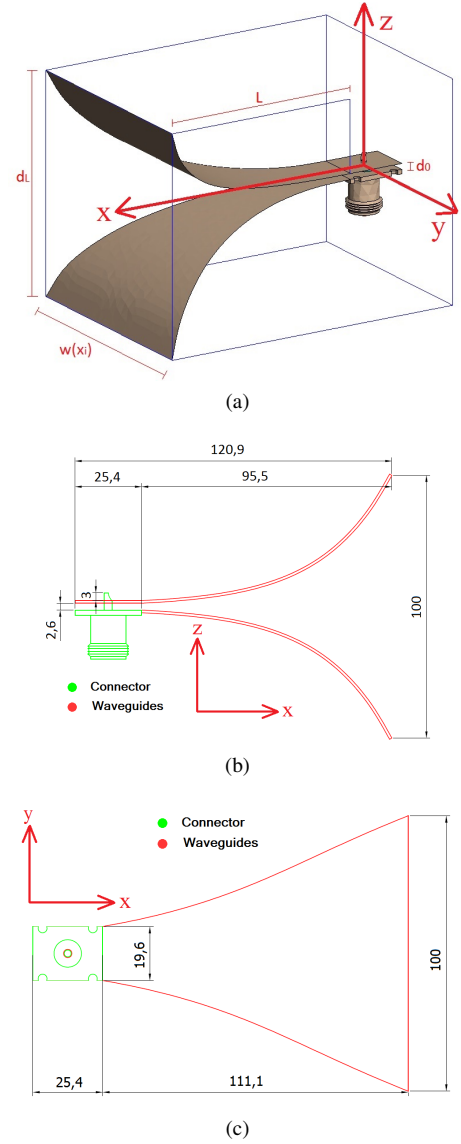 z
L
d0
dL
x
y
w(xi)
(a)
120,9
25,4
95,5
3
2,6
100
z
x
Connector
Waveguides
(b)
y
Connector
Waveguides
x
19,6
100
25,4
111,1
(c)